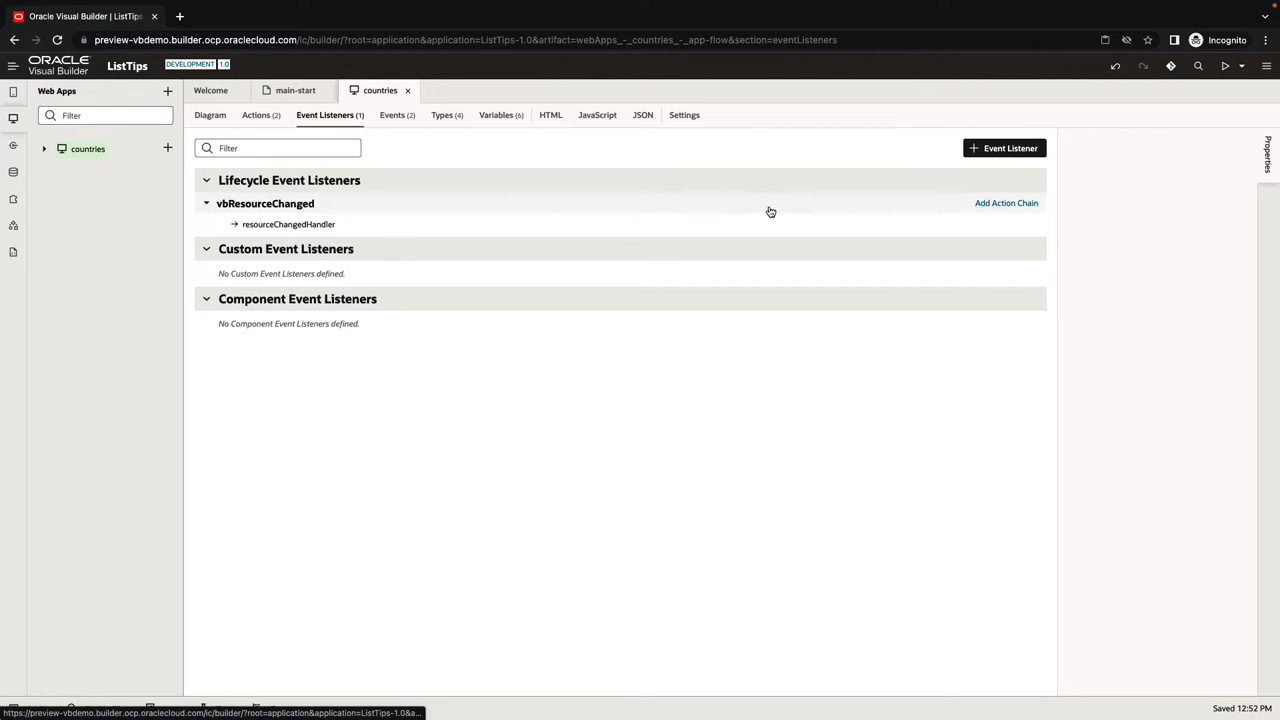 Oracle Visual Builder | ListTips
Incognito
preview-vbdemo.builder.ocp.oraclecloud.com/ic/builder/?root=application&application=ListTips-1.0&artifact=webApps_-_countries_-_app-flow&section=eventListeners
ORACLE
Visual Builder
ListTips
DEVELOPMENT 1.0
Web Apps
Welcome
main-start
countries
Filter
Diagram
Actions (2)
Event Listeners (1)
Events (2)
Types (4)
Variables (6)
HTML
JavaScript
JSON
Settings
countries
Filter
Event Listener
Properties
Lifecycle Event Listeners
vbResourceChanged
Add Action Chain
resourceChangedHandler
Custom Event Listeners
No Custom Event Listeners defined.
Component Event Listeners
No Component Event Listeners defined.
https://preview-vbdemo.builder.ocp.oraclecloud.com/ic/builder/?root=application&application=ListTips-1.0&a...
Saved 12:52 PM